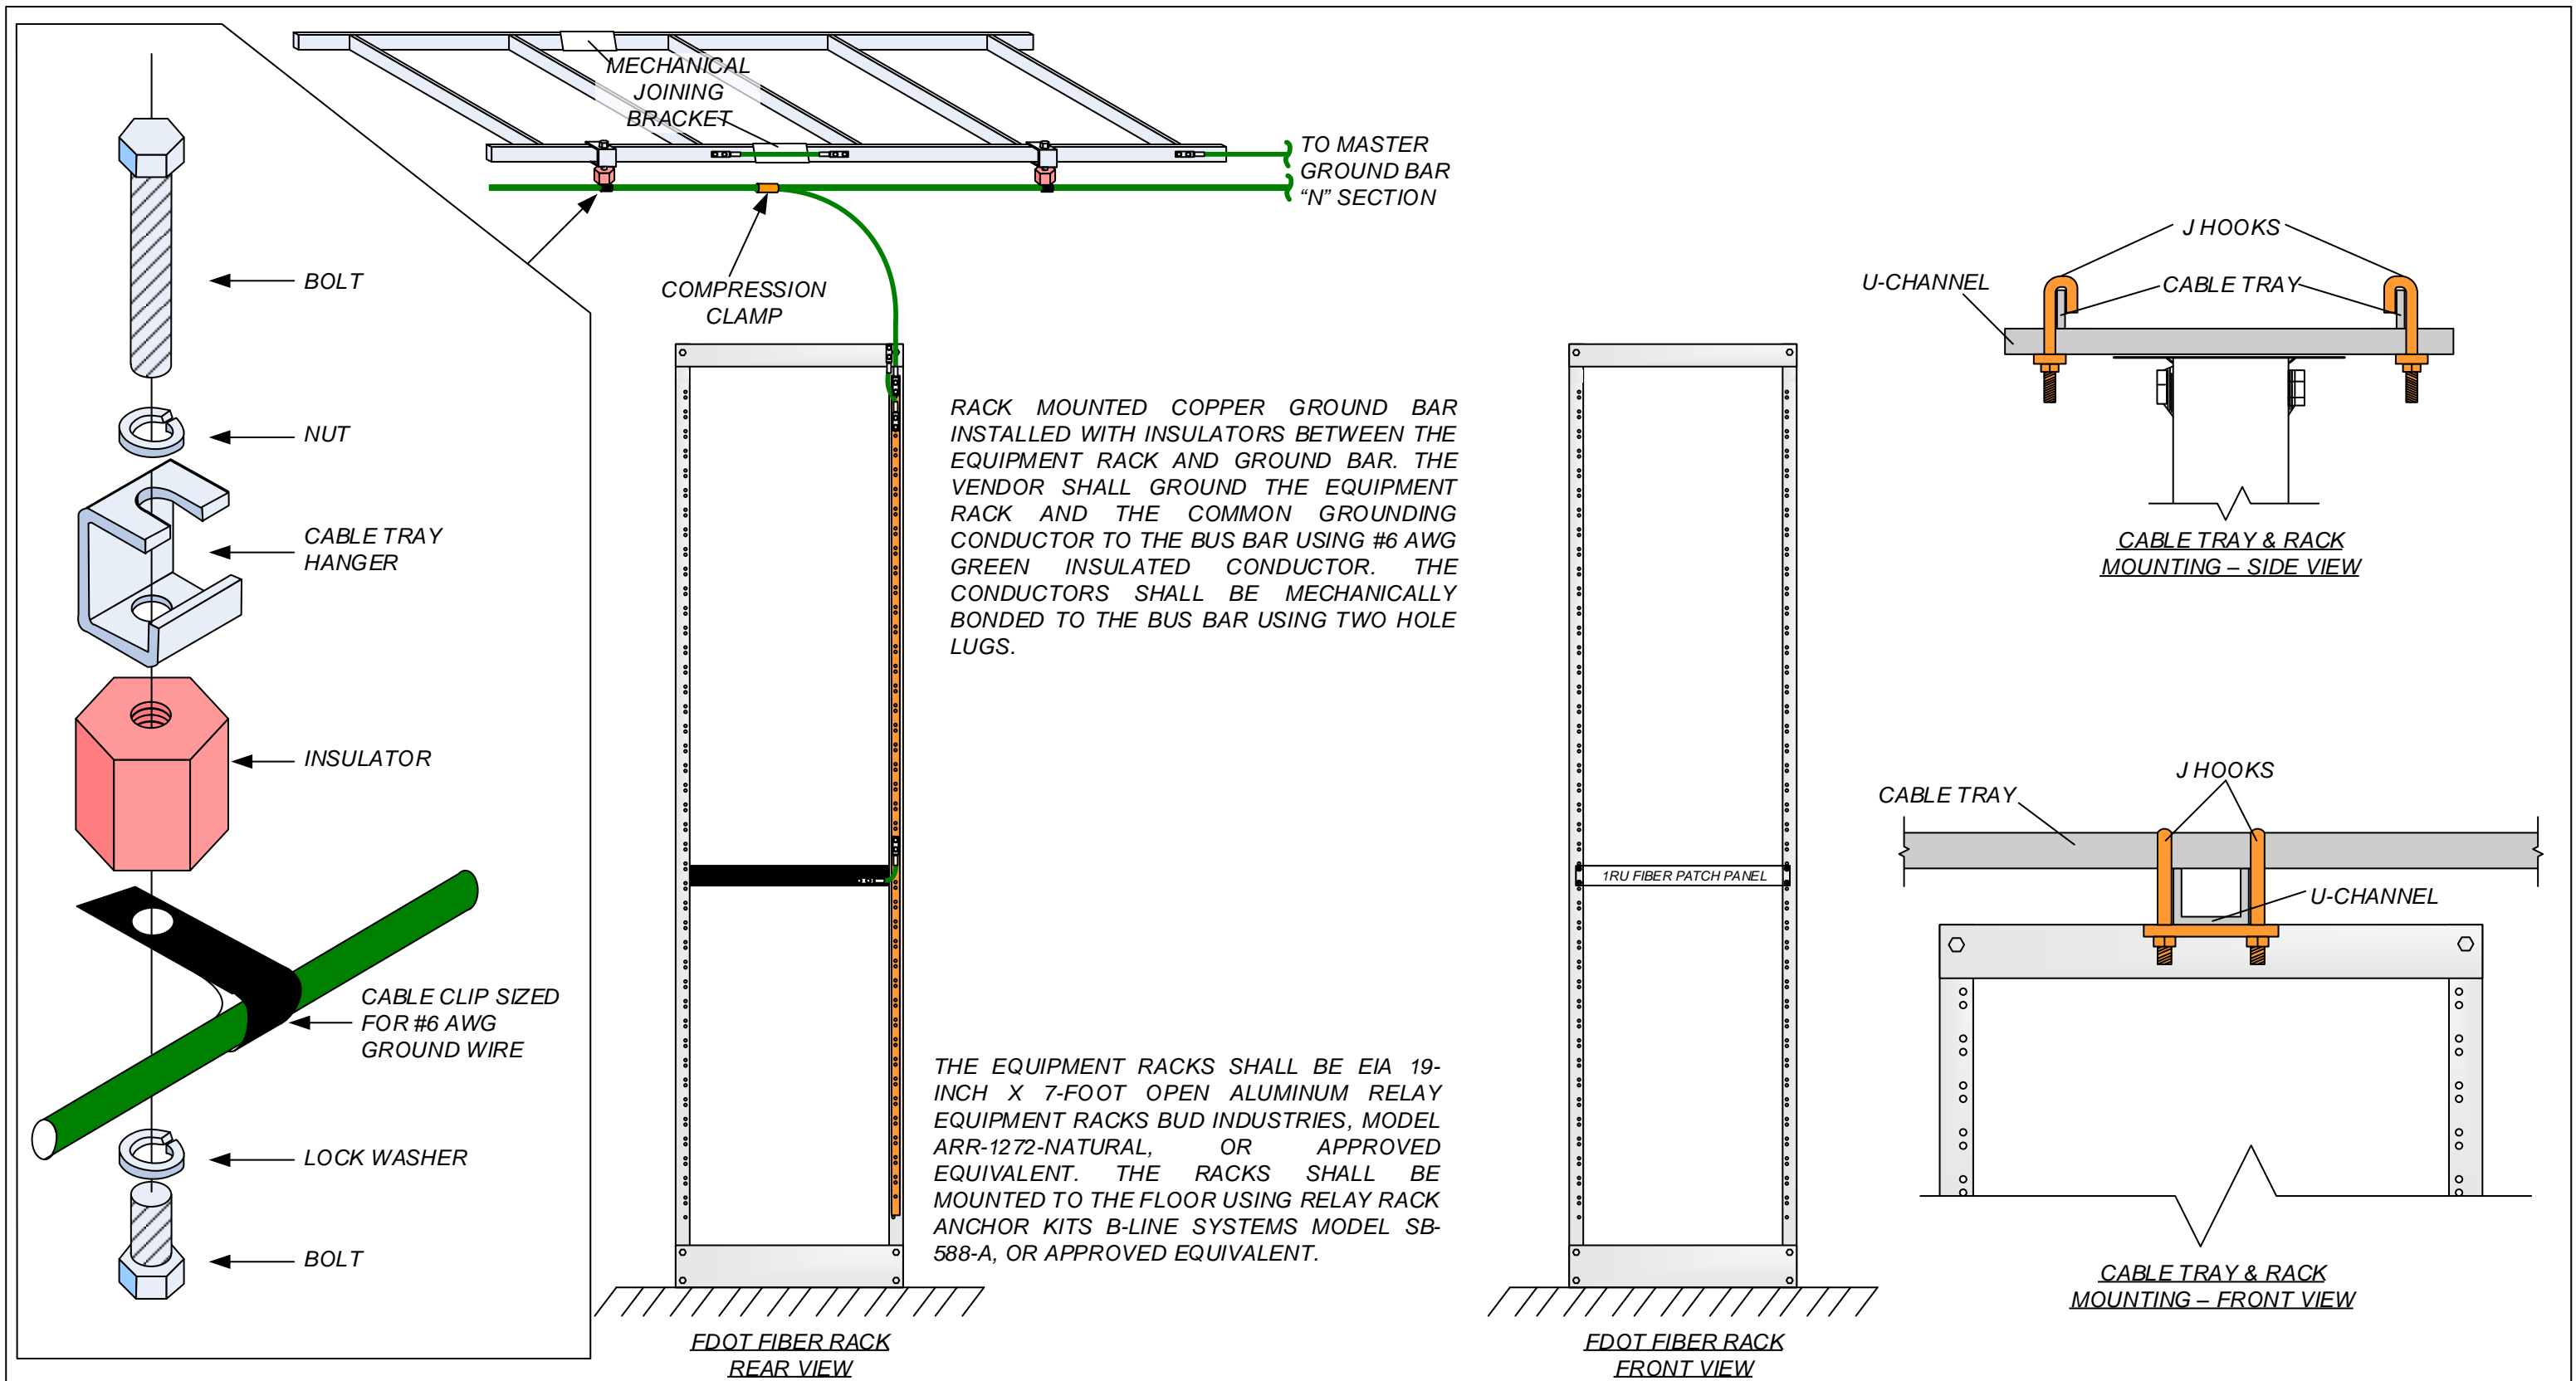 MECHANICAL
JOINING
BRACKET
TO MASTER
GROUND BAR
“N” SECTION
COMPRESSION
CLAMP
BOLT
NUT
CABLE TRAY
HANGER
INSULATOR
CABLE CLIP SIZED
FOR #6 AWG
GROUND WIRE
LOCK WASHER
BOLT
RACK MOUNTED COPPER GROUND BAR
INSTALLED WITH INSULATORS BETWEEN THE
EQUIPMENT RACK AND GROUND BAR. THE
VENDOR SHALL GROUND THE EQUIPMENT
RACK AND THE COMMON GROUNDING
CONDUCTOR TO THE BUS BAR USING #6 AWG
GREEN INSULATED CONDUCTOR. THE
CONDUCTORS SHALL BE MECHANICALLY
BONDED TO THE BUS BAR USING TWO HOLE
LUGS.
THE EQUIPMENT RACKS SHALL BE EIA 19-
INCH X 7-FOOT OPEN ALUMINUM RELAY
EQUIPMENT RACKS BUD INDUSTRIES, MODEL
ARR-1272-NATURAL, OR APPROVED
EQUIVALENT. THE RACKS SHALL BE
MOUNTED TO THE FLOOR USING RELAY RACK
ANCHOR KITS B-LINE SYSTEMS MODEL SB-
588-A, OR APPROVED EQUIVALENT.
FDOT FIBER RACK
REAR VIEW
1RU FIBER PATCH PANEL
FDOT FIBER RACK
FRONT VIEW
J HOOKS
U-CHANNEL
CABLE TRAY
CABLE TRAY & RACK
MOUNTING – SIDE VIEW
J HOOKS
CABLE TRAY
U-CHANNEL
CABLE TRAY & RACK
MOUNTING – FRONT VIEW